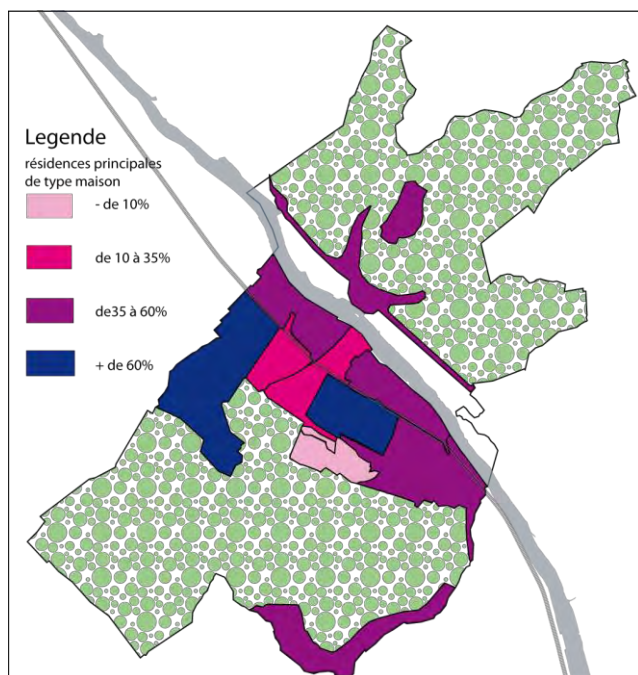 Legende
résidences principales
de type maison
- de 10%
de 10 à 35%
de35 à 60%
+ de 60%